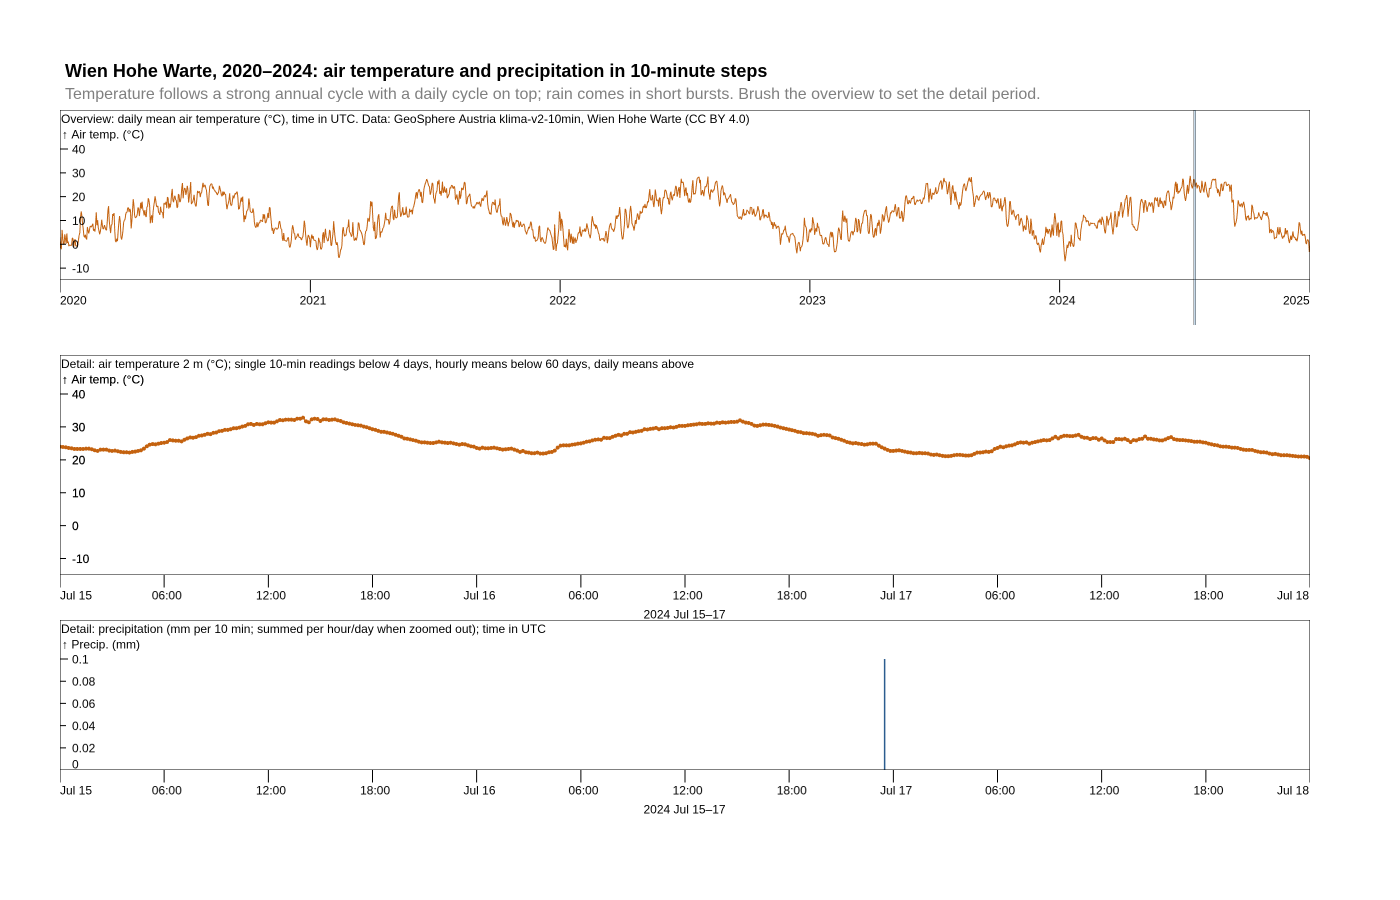 Wien Hohe Warte, 2020–2024: air temperature and precipitation in 10-minute steps
Temperature follows a strong annual cycle with a daily cycle on top; rain comes in short bursts. Brush the overview to set the detail period.
Overview: daily mean air temperature (°C), time in UTC. Data: GeoSphere Austria klima-v2-10min, Wien Hohe Warte (CC BY 4.0)
↑ Air temp. (°C)
40
30
20
10
0
-10
2020 2021 2022 2023 2024 2025
Detail: air temperature 2 m (°C); single 10-min readings below 4 days, hourly means below 60 days, daily means above
↑ Air temp. (°C)
40
30
20
10
0
-10
Jul 15 06:00 12:00 18:00 Jul 16 06:00 12:00 18:00 Jul 17 06:00 12:00 18:00 Jul 18
2024 Jul 15–17
Detail: precipitation (mm per 10 min; summed per hour/day when zoomed out); time in UTC
↑ Precip. (mm)
0.1
0.08
0.06
0.04
0.02
0
Jul 15 06:00 12:00 18:00 Jul 16 06:00 12:00 18:00 Jul 17 06:00 12:00 18:00 Jul 18
2024 Jul 15–17